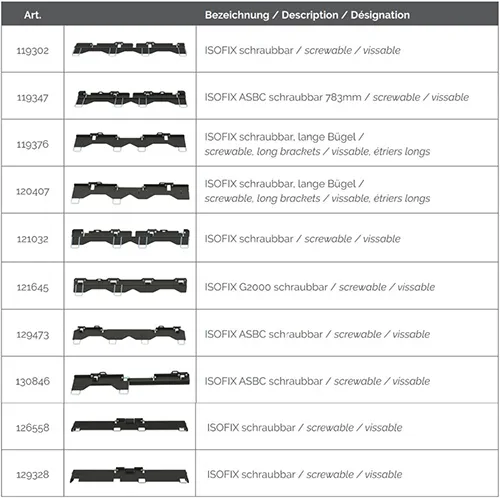 Art. Bezeichnung / Description / Désignation
119302 ISOFIX schraubbar / screwable / vissable
119347 ISOFIX ASBC schraubbar 783mm / screwable / vissable
119376 ISOFIX schraubbar, lange Bügel /
screwable, long brackets / vissable, étriers longs
120407 ISOFIX schraubbar, lange Bügel /
screwable, long brackets / vissable, étriers longs
121032 ISOFIX schraubbar / screwable / vissable
121645 ISOFIX G2000 schraubbar / screwable / vissable
129473 ISOFIX ASBC schraubbar / screwable / vissable
130846 ISOFIX ASBC schraubbar / screwable / vissable
126558 ISOFIX schraubbar / screwable / vissable
129328 ISOFIX schraubbar / screwable / vissable